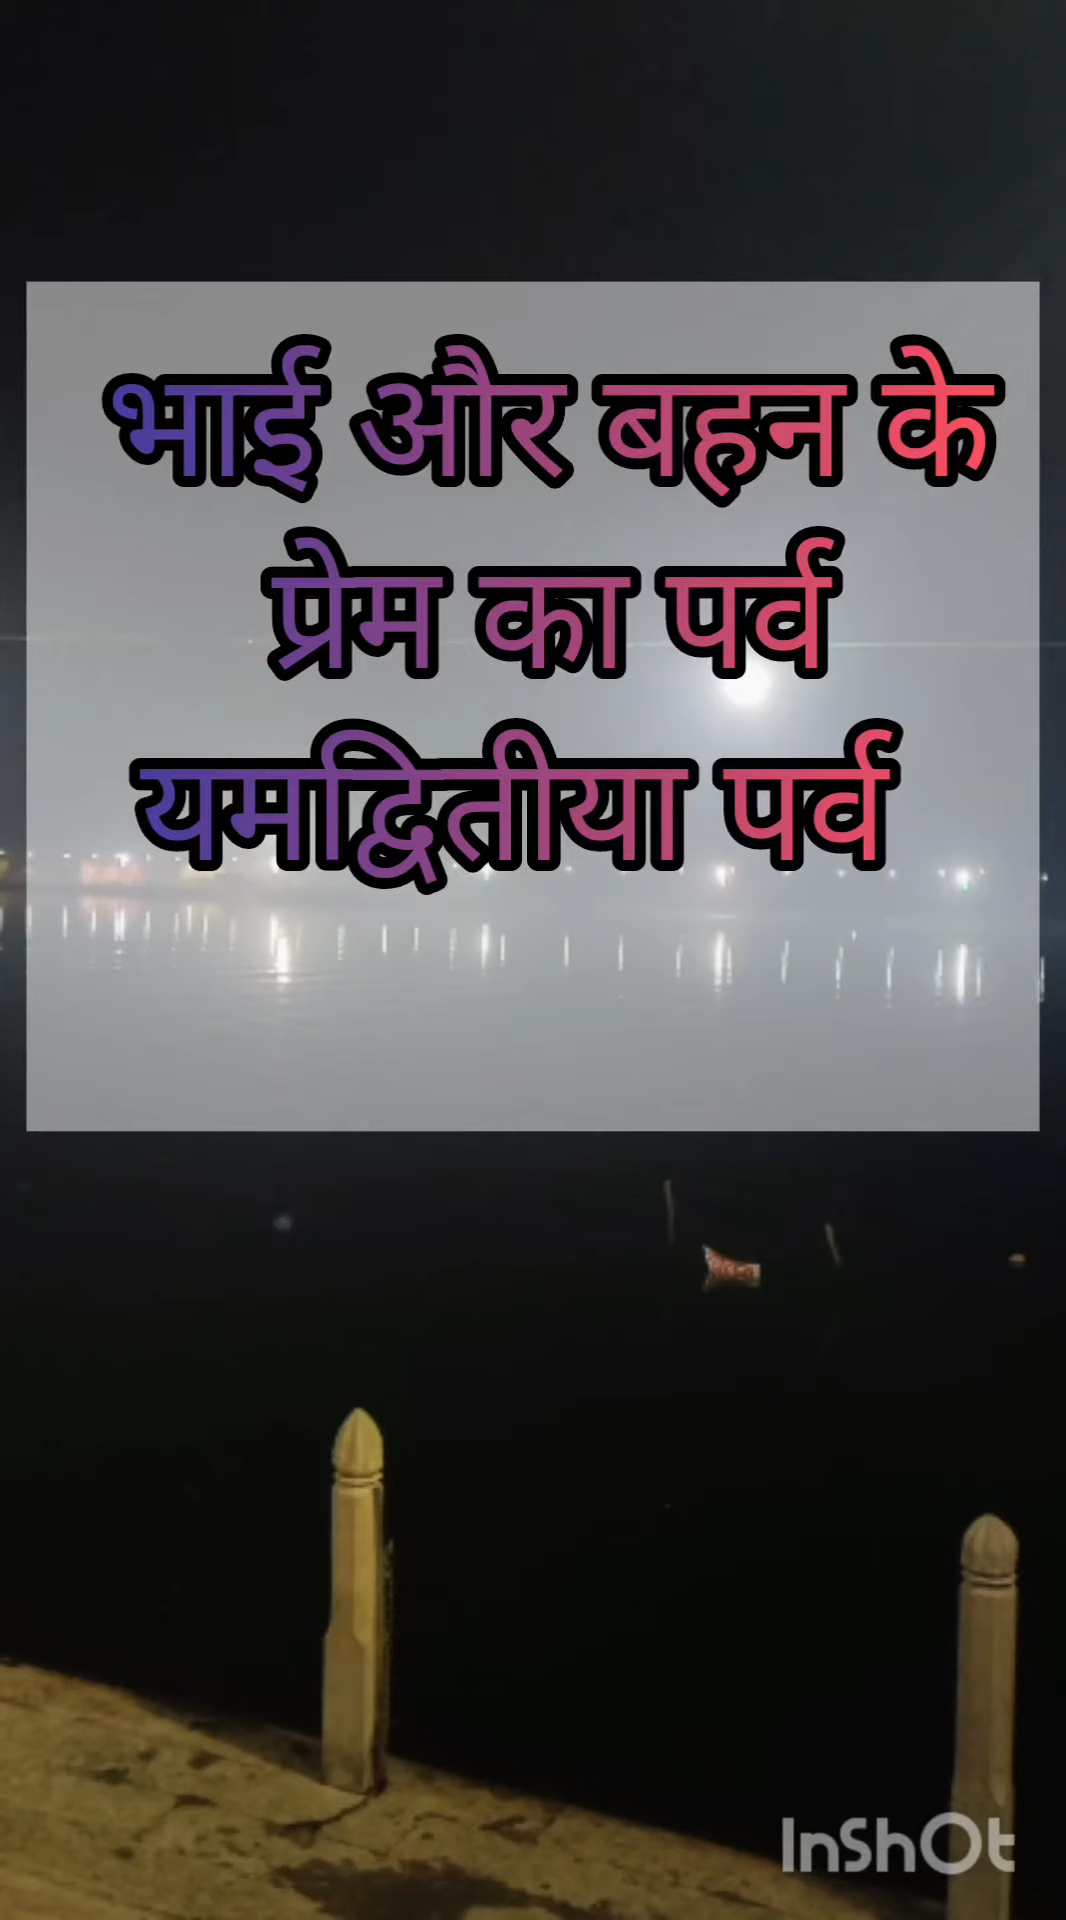 भाई और बहन के
प्रेम का पर्व
यमद्वितीया पर्व
InShOt